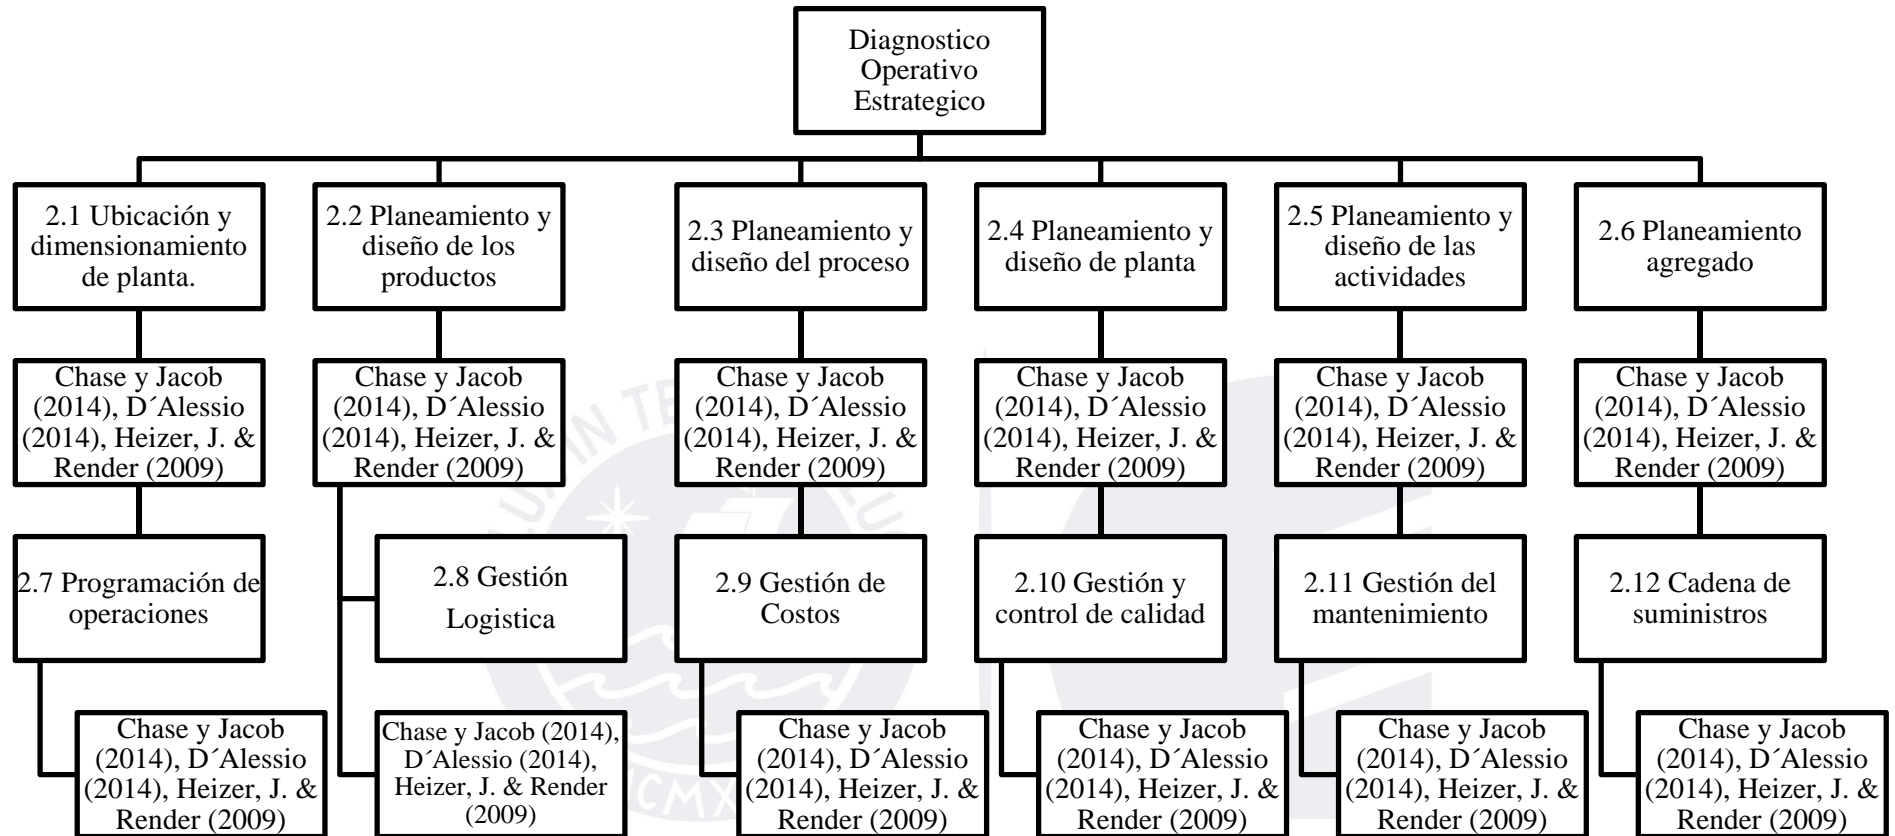 Diagnostico
Operativo
Estrategico
2.1 Ubicación y
dimensionamiento
de planta.
2.2 Planeamiento y
diseño de los
productos
2.3 Planeamiento y
diseño del proceso
2.4 Planeamiento y
diseño de planta
2.5 Planeamiento y
diseño de las
actividades
2.6 Planeamiento
agregado
Chase y Jacob
(2014), D´Alessio
(2014), Heizer, J. &
Render (2009)
Chase y Jacob
(2014), D´Alessio
(2014), Heizer, J. &
Render (2009)
Chase y Jacob
(2014), D´Alessio
(2014), Heizer, J. &
Render (2009)
Chase y Jacob
(2014), D´Alessio
(2014), Heizer, J. &
Render (2009)
Chase y Jacob
(2014), D´Alessio
(2014), Heizer, J. &
Render (2009)
Chase y Jacob
(2014), D´Alessio
(2014), Heizer, J. &
Render (2009)
2.7 Programación de
operaciones
2.8 Gestión
Logistica
2.9 Gestión de
Costos
2.10 Gestión y
control de calidad
2.11 Gestión del
mantenimiento
2.12 Cadena de
suministros
Chase y Jacob
(2014), D´Alessio
(2014), Heizer, J. &
Render (2009)
Chase y Jacob (2014),
D´Alessio (2014),
Heizer, J. & Render
(2009)
Chase y Jacob
(2014), D´Alessio
(2014), Heizer, J. &
Render (2009)
Chase y Jacob
(2014), D´Alessio
(2014), Heizer, J. &
Render (2009)
Chase y Jacob
(2014), D´Alessio
(2014), Heizer, J. &
Render (2009)
Chase y Jacob
(2014), D´Alessio
(2014), Heizer, J. &
Render (2009)